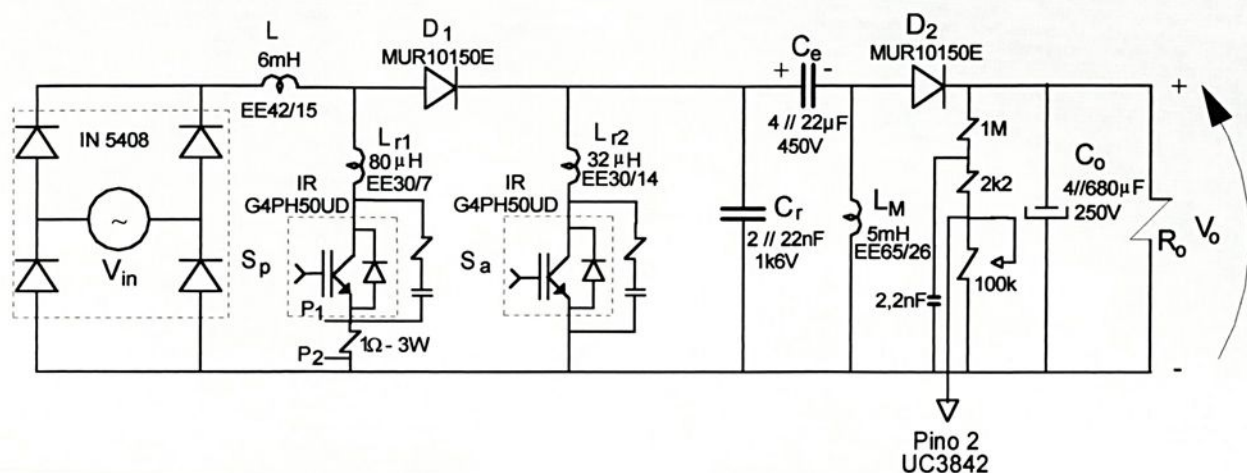 L
6mH
EE42/15
D1
MUR10150E
Ce
+ -
4 // 22μF
450V
D2
MUR10150E
IN 5408
Vin
Lr1
80 μH
EE30/7
IR
G4PH50UD
Sp
P1
P2
1Ω - 3W
Lr2
32 μH
EE30/14
IR
G4PH50UD
Sa
Cr
2 // 22nF
1k6V
LM
5mH
EE65/26
1M
2k2
100k
2,2nF
Co
4//680μF
250V
Ro
+
Vo
-
Pino 2
UC3842